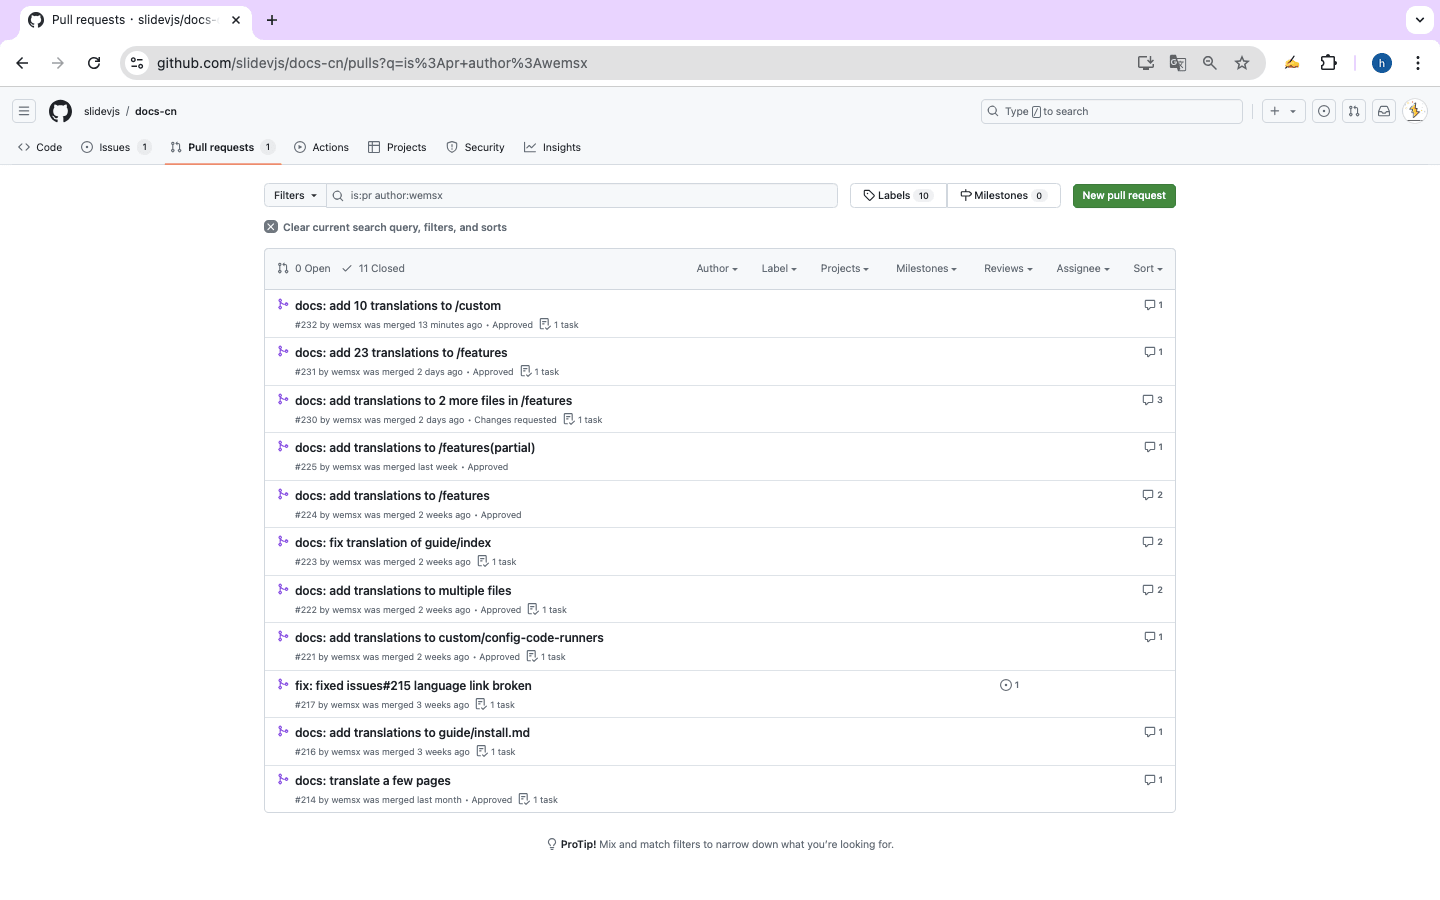 Pull requests · slidevjs/docs-
github.com/slidevjs/docs-cn/pulls?q=is%3Apr+author%3Awemsx
h
slidevjs / docs-cn
Type / to search
Code
Issues 1
Pull requests 1
Actions
Projects
Security
Insights
Filters
is:pr author:wemsx
Labels 10
Milestones 0
New pull request
Clear current search query, filters, and sorts
0 Open
11 Closed
Author
Label
Projects
Milestones
Reviews
Assignee
Sort
docs: add 10 translations to /custom
1
#232 by wemsx was merged 13 minutes ago • Approved 1 task
docs: add 23 translations to /features
1
#231 by wemsx was merged 2 days ago • Approved 1 task
docs: add translations to 2 more files in /features
3
#230 by wemsx was merged 2 days ago • Changes requested 1 task
docs: add translations to /features(partial)
1
#225 by wemsx was merged last week • Approved
docs: add translations to /features
2
#224 by wemsx was merged 2 weeks ago • Approved
docs: fix translation of guide/index
2
#223 by wemsx was merged 2 weeks ago 1 task
docs: add translations to multiple files
2
#222 by wemsx was merged 2 weeks ago • Approved 1 task
docs: add translations to custom/config-code-runners
1
#221 by wemsx was merged 2 weeks ago • Approved 1 task
fix: fixed issues#215 language link broken
1
#217 by wemsx was merged 3 weeks ago 1 task
docs: add translations to guide/install.md
1
#216 by wemsx was merged 3 weeks ago 1 task
docs: translate a few pages
1
#214 by wemsx was merged last month • Approved 1 task
ProTip! Mix and match filters to narrow down what you're looking for.